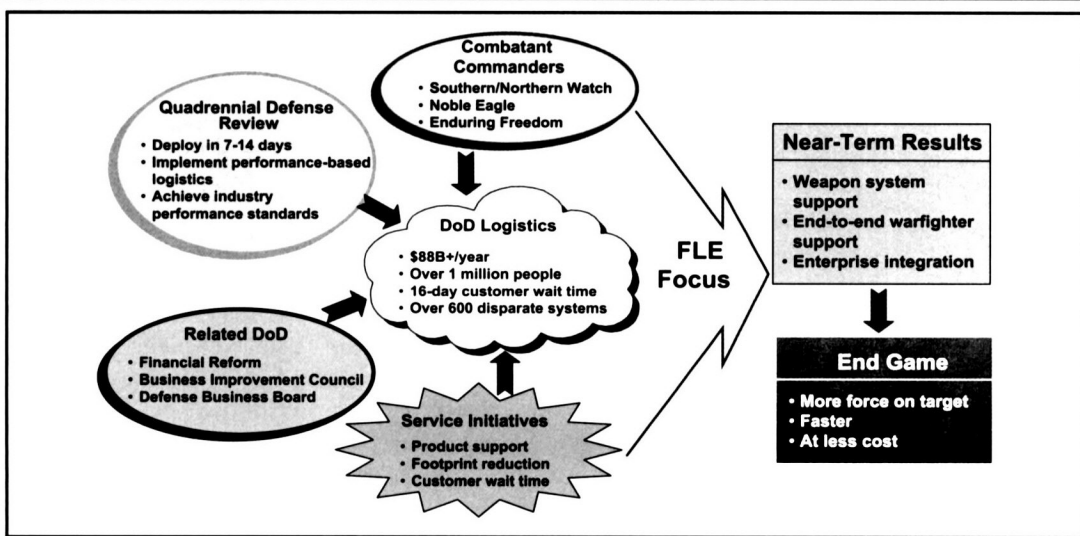 Combatant
Commanders
• Southern/Northern Watch
• Noble Eagle
• Enduring Freedom
Quadrennial Defense
Review
• Deploy in 7-14 days
• Implement performance-based
logistics
• Achieve industry
performance standards
DoD Logistics
• $88B+/year
• Over 1 million people
• 16-day customer wait time
• Over 600 disparate systems
Related DoD
• Financial Reform
• Business Improvement Council
• Defense Business Board
Service Initiatives
• Product support
• Footprint reduction
• Customer wait time
FLE
Focus
Near-Term Results
• Weapon system
support
• End-to-end warfighter
support
• Enterprise integration
End Game
• More force on target
• Faster
• At less cost